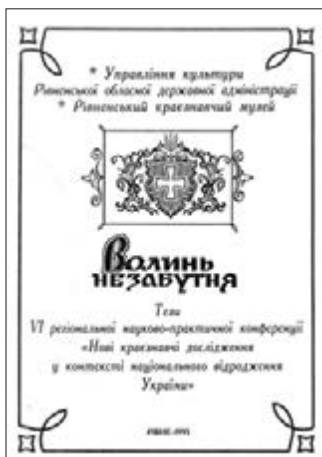 * Управління культури
Рівненської обласної державної адміністрації
* Рівненський краєзнавчий музей
Волинь
незабутня
Тези
VI регіональної науково-практичної конференції
«Нові краєзнавчі дослідження
у контексті національного відродження
України»